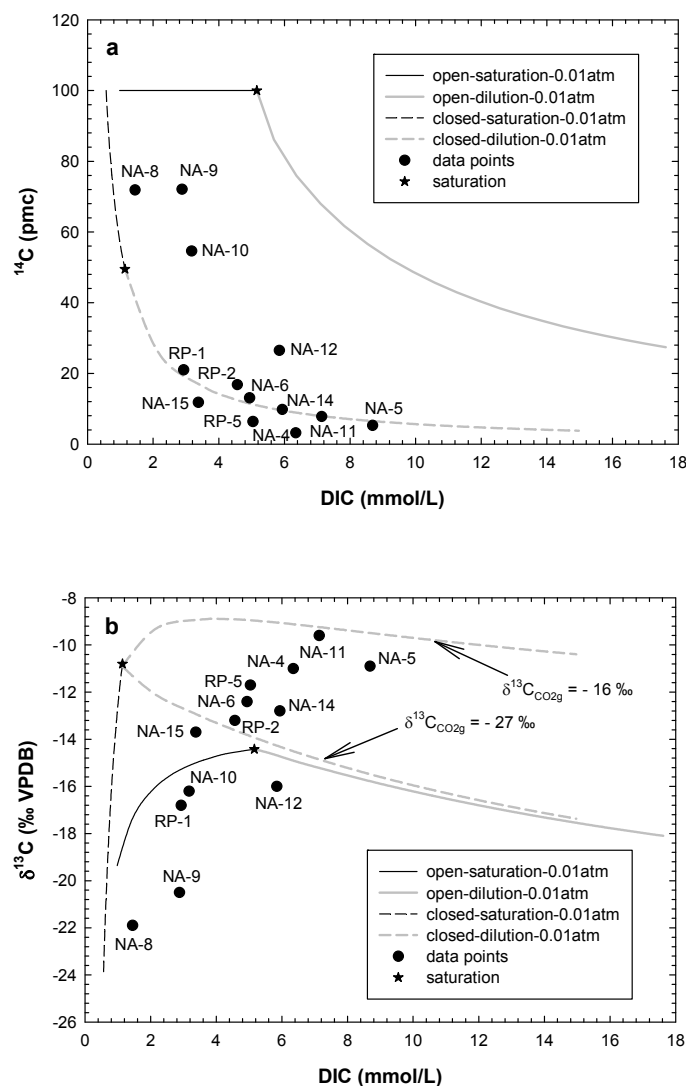 120
100
80
60
40
20
0
¹⁴C (pmc)
a
open-saturation-0.01atm
open-dilution-0.01atm
closed-saturation-0.01atm
closed-dilution-0.01atm
data points
saturation
NA-8
NA-9
NA-10
NA-12
RP-1
RP-2
NA-6
NA-14
NA-5
NA-15
RP-5
NA-4
NA-11
0 2 4 6 8 10 12 14 16 18
DIC (mmol/L)
-8
-10
-12
-14
-16
-18
-20
-22
-24
-26
δ¹³C (‰ VPDB)
b
NA-11
NA-4
NA-5
RP-5
NA-6
NA-14
NA-15
RP-2
NA-10
NA-12
RP-1
NA-9
NA-8
δ¹³C_CO2g = - 16 ‰
δ¹³C_CO2g = - 27 ‰
open-saturation-0.01atm
open-dilution-0.01atm
closed-saturation-0.01atm
closed-dilution-0.01atm
data points
saturation
0 2 4 6 8 10 12 14 16 18
DIC (mmol/L)